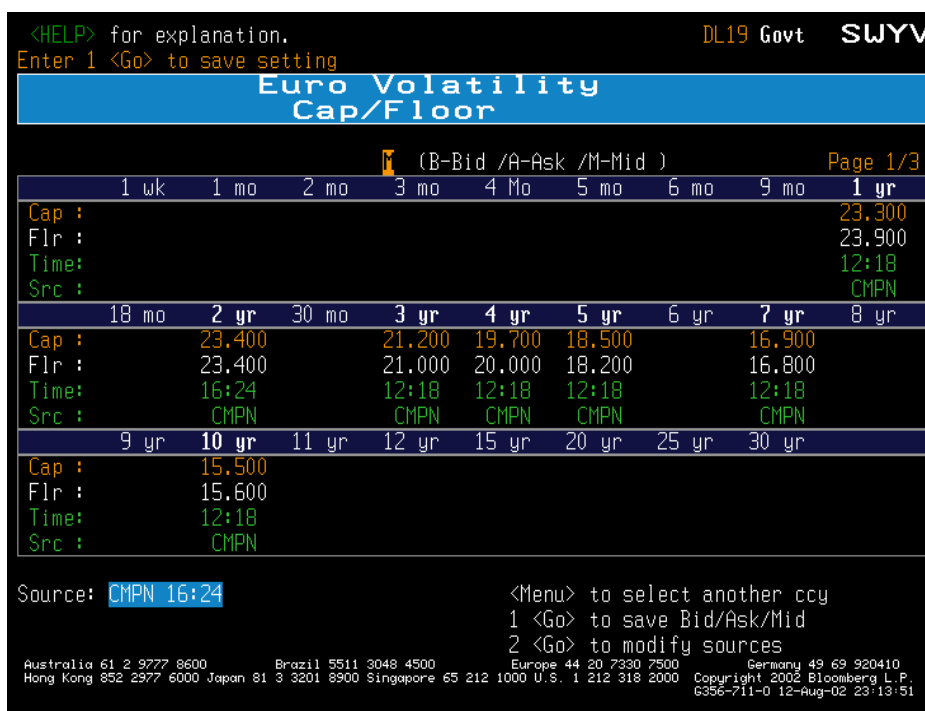 <HELP> for explanation. DL19 Govt SWYV
Enter 1 <Go> to save setting
Euro Volatility
Cap/Floor
M (B-Bid /A-Ask /M-Mid ) Page 1/3
1 wk 1 mo 2 mo 3 mo 4 Mo 5 mo 6 mo 9 mo 1 yr
Cap : 23.300
Flr : 23.900
Time: 12:18
Src : CMPN
18 mo 2 yr 30 mo 3 yr 4 yr 5 yr 6 yr 7 yr 8 yr
Cap : 23.400 21.200 19.700 18.500 16.900
Flr : 23.400 21.000 20.000 18.200 16.800
Time: 16:24 12:18 12:18 12:18 12:18
Src : CMPN CMPN CMPN CMPN CMPN
9 yr 10 yr 11 yr 12 yr 15 yr 20 yr 25 yr 30 yr
Cap : 15.500
Flr : 15.600
Time: 12:18
Src : CMPN
Source: CMPN 16:24 <Menu> to select another ccy
1 <Go> to save Bid/Ask/Mid
2 <Go> to modify sources
Australia 61 2 9777 8600 Brazil 5511 3048 4500 Europe 44 20 7330 7500 Germany 49 69 920410
Hong Kong 852 2977 6000 Japan 81 3 3201 8900 Singapore 65 212 1000 U.S. 1 212 318 2000 Copyright 2002 Bloomberg L.P.
G356-711-0 12-Aug-02 23:13:51